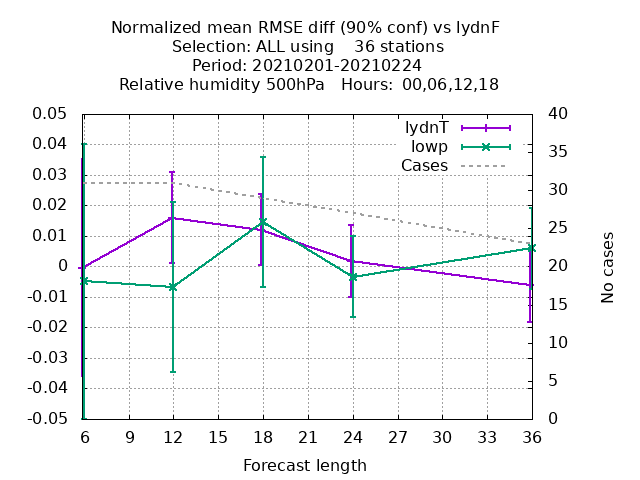 Normalized mean RMSE diff (90% conf) vs lydnF
Selection: ALL using    36 stations
Period: 20210201-20210224
Relative humidity 500hPa   Hours:  00,06,12,18
0.05
0.04
0.03
0.02
0.01
0
-0.01
-0.02
-0.03
-0.04
-0.05
lydnT
lowp
Cases
40
35
30
25
20
15
10
5
0
No cases
6 9 12 15 18 21 24 27 30 33 36
Forecast length